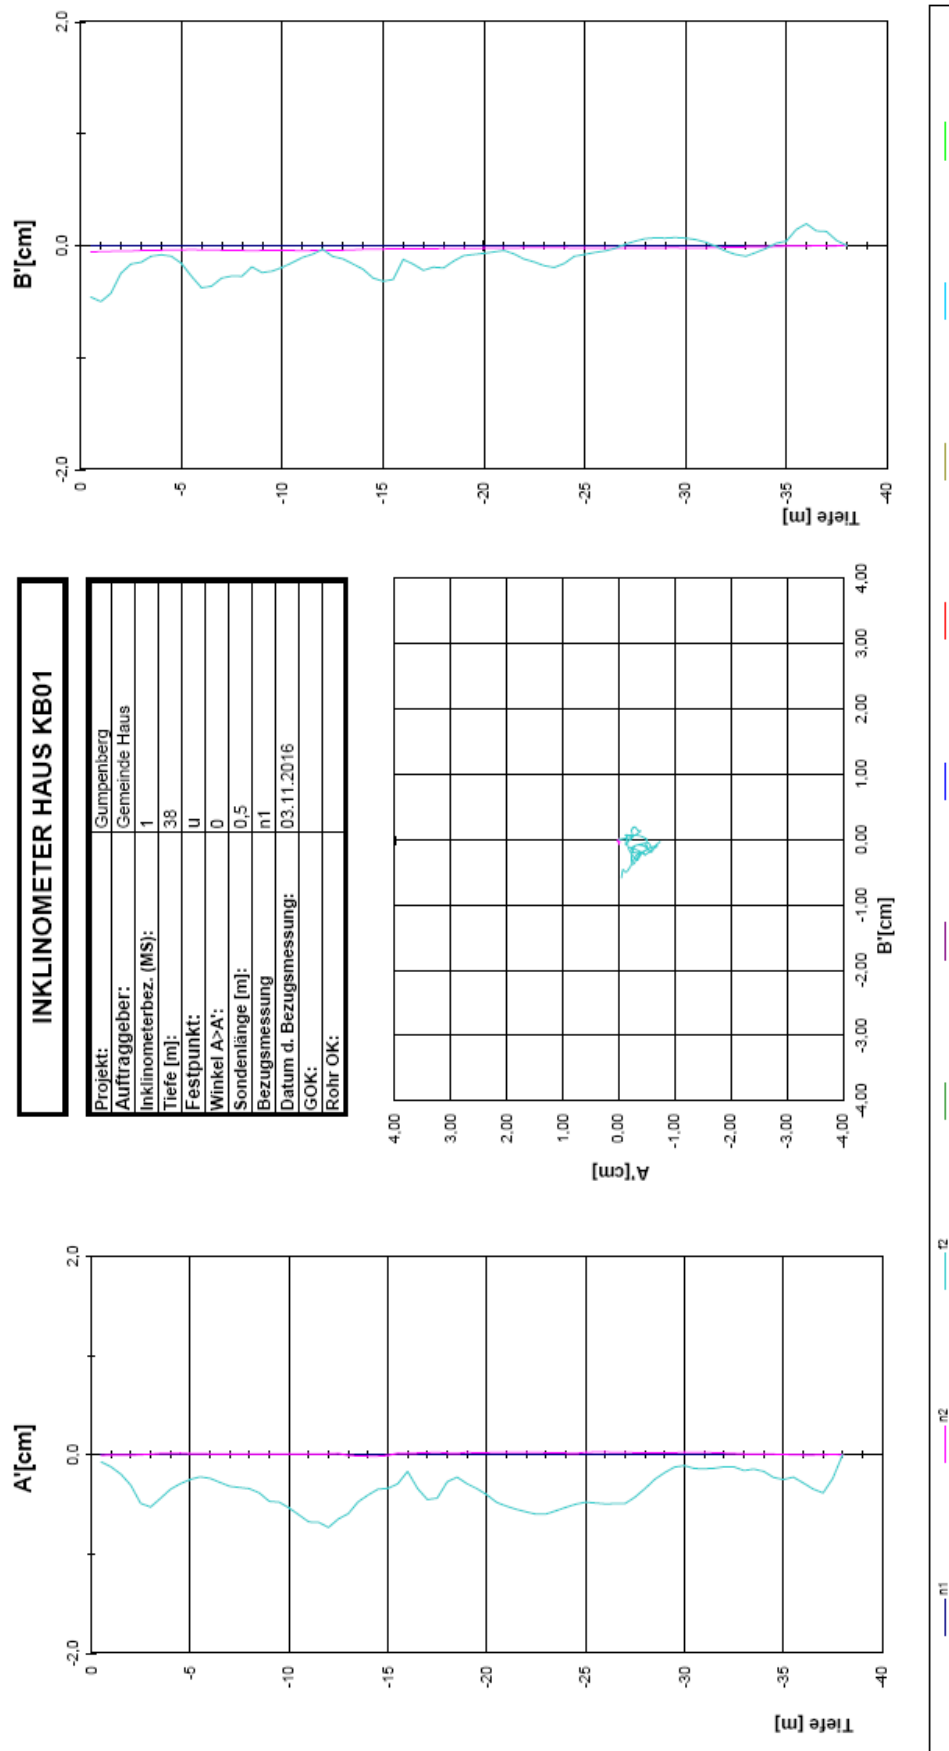 INKLINOMETER HAUS KB01
Projekt: Gumpenberg
Auftraggeber: Gemeinde Haus
Inklinometerbez. (MS): 1
Tiefe [m]: 38
Festpunkt: u
Winkel A>A': 0
Sondenlänge [m]: 0,5
Bezugsmessung n1
Datum d. Bezugsmessung: 03.11.2016
GOK:
Rohr OK:
A'[cm]
-2.0 0.0 2.0
0
-5
-10
-15
-20
-25
-30
-35
-40
Tiefe [m]
4.00
3.00
2.00
1.00
0.00
-1.00
-2.00
-3.00
-4.00
A'[cm]
-4.00 -3.00 -2.00 -1.00 0.00 1.00 2.00 3.00 4.00
B'[cm]
B'[cm]
-2.0 0.0 2.0
0
-5
-10
-15
-20
-25
-30
-35
-40
Tiefe [m]
n1 n2 f2